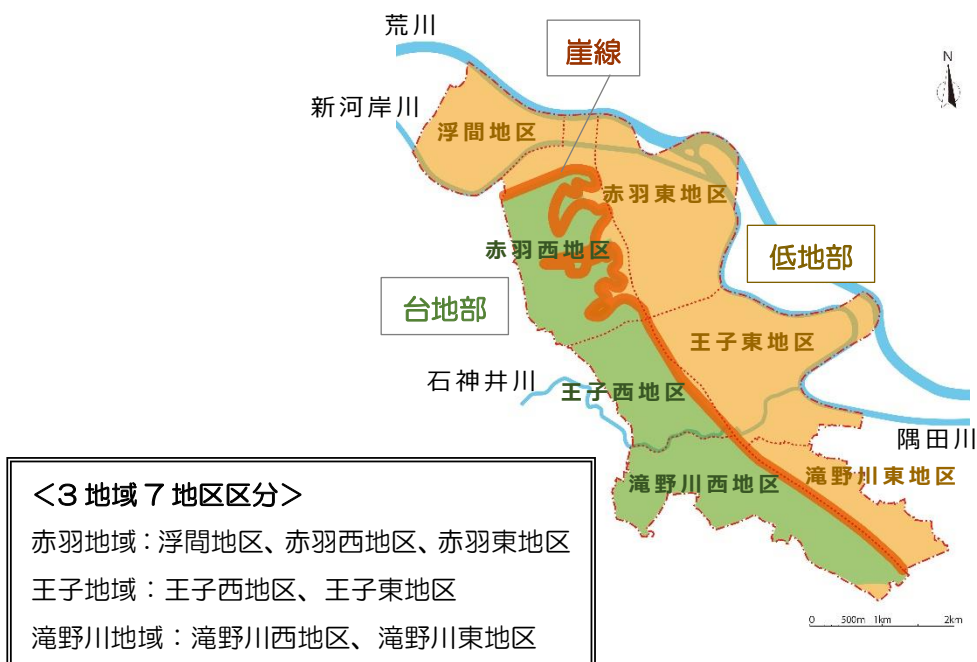 荒川
崖線
N
新河岸川
浮間地区
赤羽東地区
赤羽西地区
低地部
台地部
王子東地区
石神井川
王子西地区
隅田川
滝野川東地区
滝野川西地区
＜3地域7地区区分＞
赤羽地域：浮間地区、赤羽西地区、赤羽東地区
王子地域：王子西地区、王子東地区
滝野川地域：滝野川西地区、滝野川東地区
0 500m 1km 2km